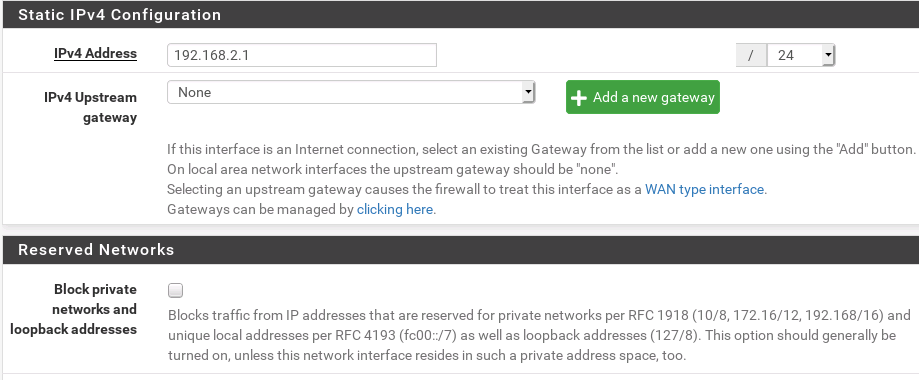 Static IPv4 Configuration
IPv4 Address 192.168.2.1 / 24
IPv4 Upstream gateway None Add a new gateway
If this interface is an Internet connection, select an existing Gateway from the list or add a new one using the "Add" button.
On local area network interfaces the upstream gateway should be "none".
Selecting an upstream gateway causes the firewall to treat this interface as a WAN type interface.
Gateways can be managed by clicking here.
Reserved Networks
Block private
networks and
loopback addresses
Blocks traffic from IP addresses that are reserved for private networks per RFC 1918 (10/8, 172.16/12, 192.168/16) and
unique local addresses per RFC 4193 (fc00::/7) as well as loopback addresses (127/8). This option should generally be
turned on, unless this network interface resides in such a private address space, too.